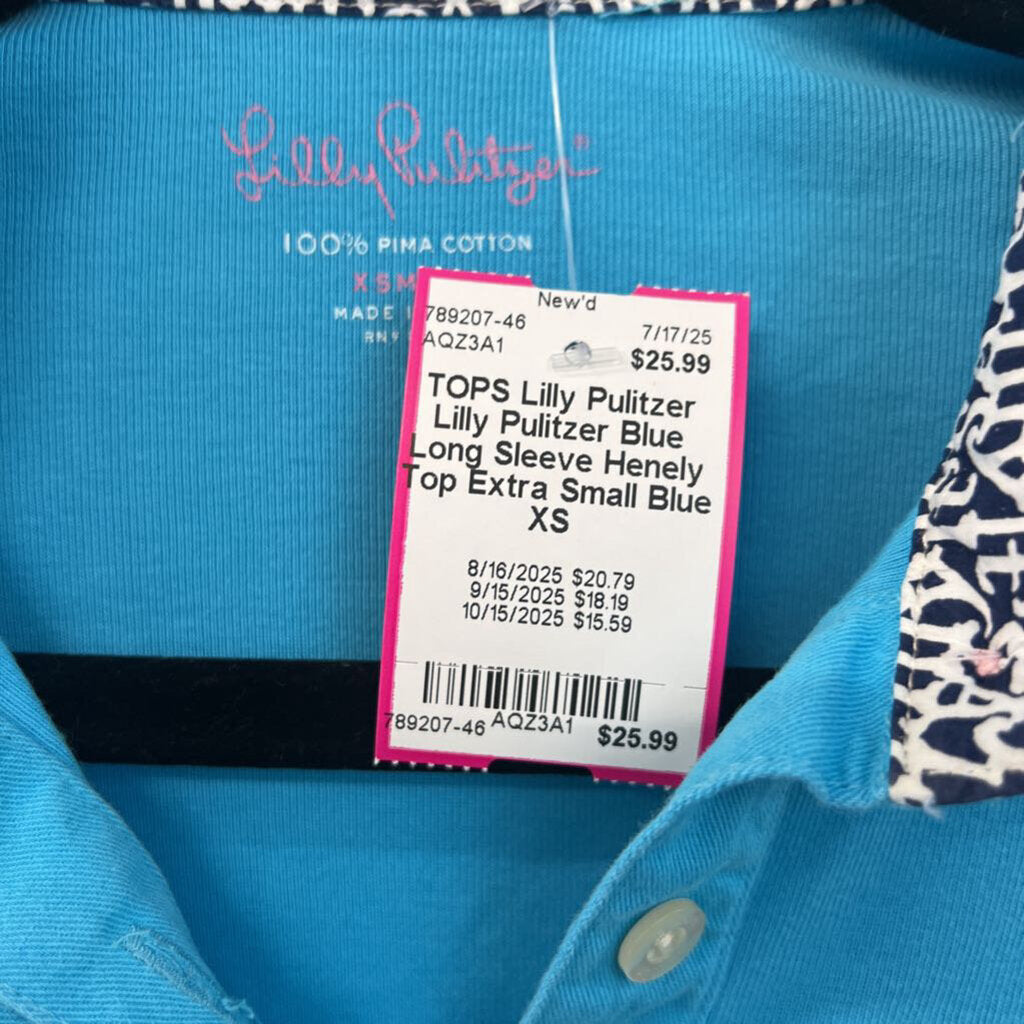 Lilly Pulitzer®
100% PIMA COTTON
XSM
MADE
RN
New'd
789207-46 7/17/25
AQZ3A1 $25.99
TOPS Lilly Pulitzer
Lilly Pulitzer Blue
Long Sleeve Henely
Top Extra Small Blue
XS
8/16/2025 $20.79
9/15/2025 $18.19
10/15/2025 $15.59
789207-46 AQZ3A1 $25.99